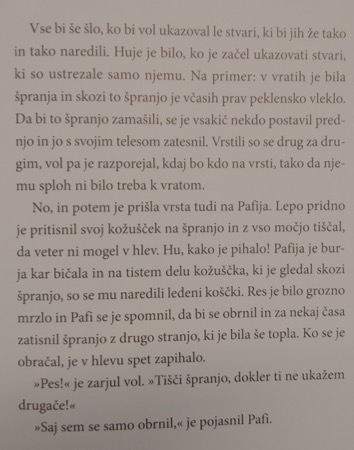 Vse bi še šlo, ko bi vol ukazoval le stvari, ki bi jih že tako
in tako naredili. Huje je bilo, ko je začel ukazovati stvari,
ki so ustrezale samo njemu. Na primer: v vratih je bila
špranja in skozi to špranjo je včasih prav peklensko vleklo.
Da bi to špranjo zamašili, se je vsakič nekdo postavil pred-
njo in jo s svojim telesom zatesnil. Vrstili so se drug za dru-
gim, vol pa je razporejal, kdaj bo kdo na vrsti, tako da nje-
mu sploh ni bilo treba k vratom.
No, in potem je prišla vrsta tudi na Pafija. Lepo pridno
je pritisnil svoj kožušček na špranjo in z vso močjo tiščal,
da veter ni mogel v hlev. Hu, kako je pihalo! Pafija je bur-
ja kar bičala in na tistem delu kožuščka, ki je gledal skozi
špranjo, so se mu naredili ledeni koščki. Res je bilo grozno
mrzlo in Pafi se je spomnil, da bi se obrnil in za nekaj časa
zatisnil špranjo z drugo stranjo, ki je bila še topla. Ko se je
obračal, je v hlevu spet zapihalo.
»Pes!« je zarjul vol. »Tišči špranjo, dokler ti ne ukažem
drugače!«
»Saj sem se samo obrnil,« je pojasnil Pafi.